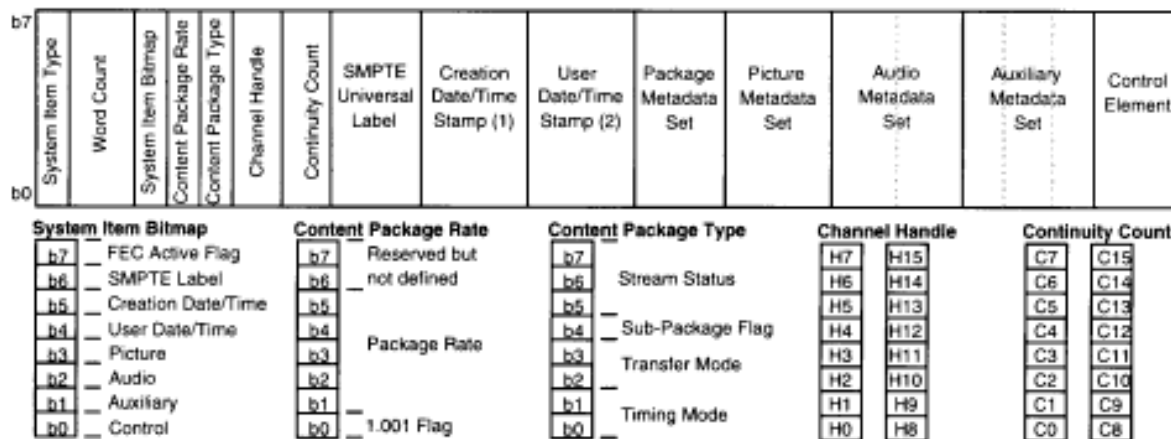 b7
b0
System Item Type
Word Count
System Item Bitmap
Content Package Rate
Content Package Type
Channel Handle
Continuity Count
SMPTE
Universal
Label
Creation
Date/Time
Stamp (1)
User
Date/Time
Stamp (2)
Package
Metadata
Set
Picture
Metadata
Set
Audio
Metadata
Set
Auxiliary
Metadata
Set
Control
Element
System Item Bitmap
b7 FEC Active Flag
b6 SMPTE Label
b5 Creation Date/Time
b4 User Date/Time
b3 Picture
b2 Audio
b1 Auxiliary
b0 Control
Content Package Rate
b7 Reserved but
b6 not defined
b5
b4
Package Rate
b3
b2
b1
b0 1.001 Flag
Content Package Type
b7
b6 Stream Status
b5
b4 Sub-Package Flag
b3
Transfer Mode
b2
b1
Timing Mode
b0
Channel Handle
H7 H15
H6 H14
H5 H13
H4 H12
H3 H11
H2 H10
H1 H9
H0 H8
Continuity Count
C7 C15
C6 C14
C5 C13
C4 C12
C3 C11
C2 C10
C1 C9
C0 C8